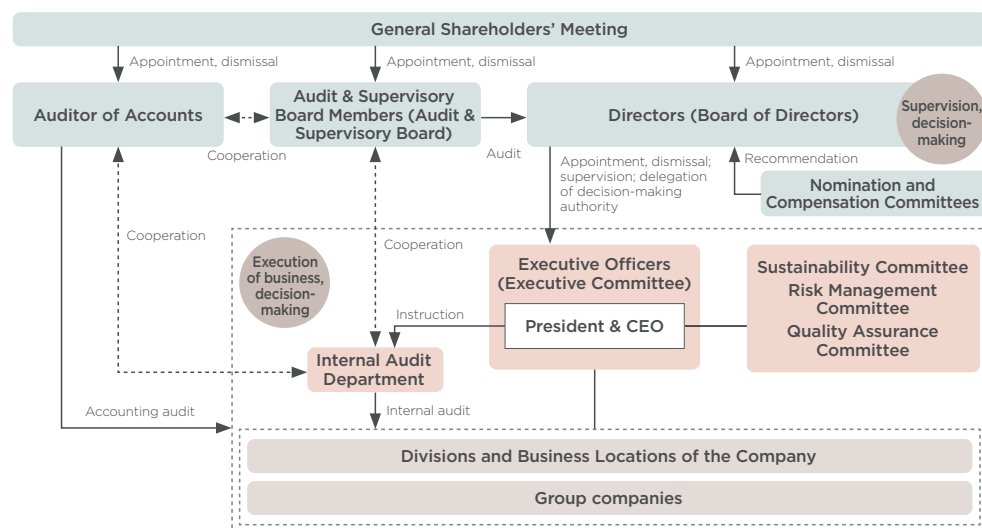 General Shareholders’ Meeting
Appointment, dismissal
Appointment, dismissal
Appointment, dismissal
Auditor of Accounts
Audit & Supervisory
Board Members (Audit &
Supervisory Board)
Directors (Board of Directors)
Supervision,
decision-
making
Cooperation
Audit
Appointment, dismissal;
supervision; delegation
of decision-making
authority
Recommendation
Nomination and
Compensation Committees
Cooperation
Cooperation
Execution
of business,
decision-
making
Executive Officers
(Executive Committee)
President & CEO
Sustainability Committee
Risk Management
Committee
Quality Assurance
Committee
Instruction
Internal Audit
Department
Accounting audit
Internal audit
Divisions and Business Locations of the Company
Group companies